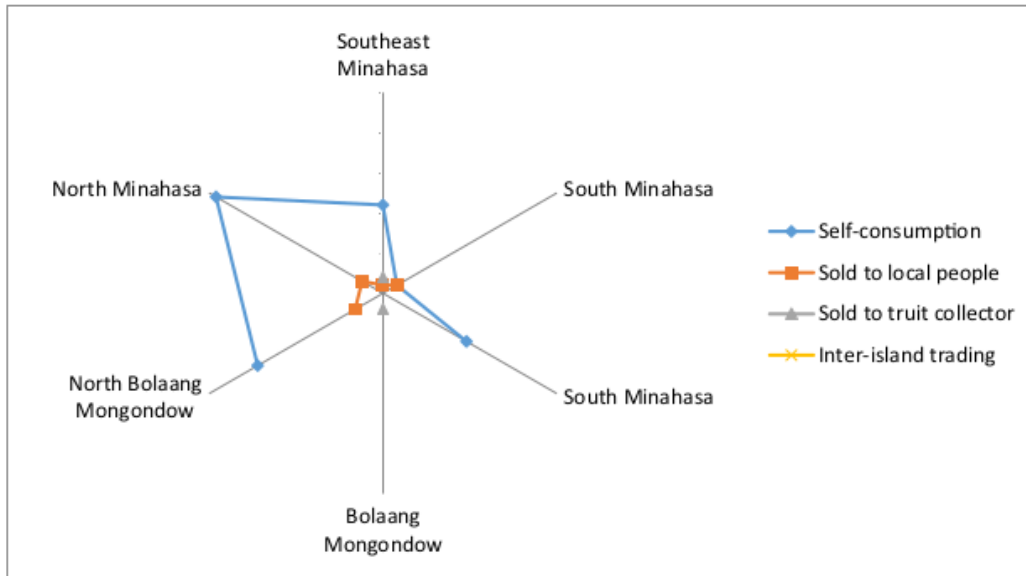 Southeast
Minahasa
North Minahasa
South Minahasa
Self-consumption
Sold to local people
Sold to truit collector
Inter-island trading
North Bolaang
Mongondow
South Minahasa
Bolaang
Mongondow